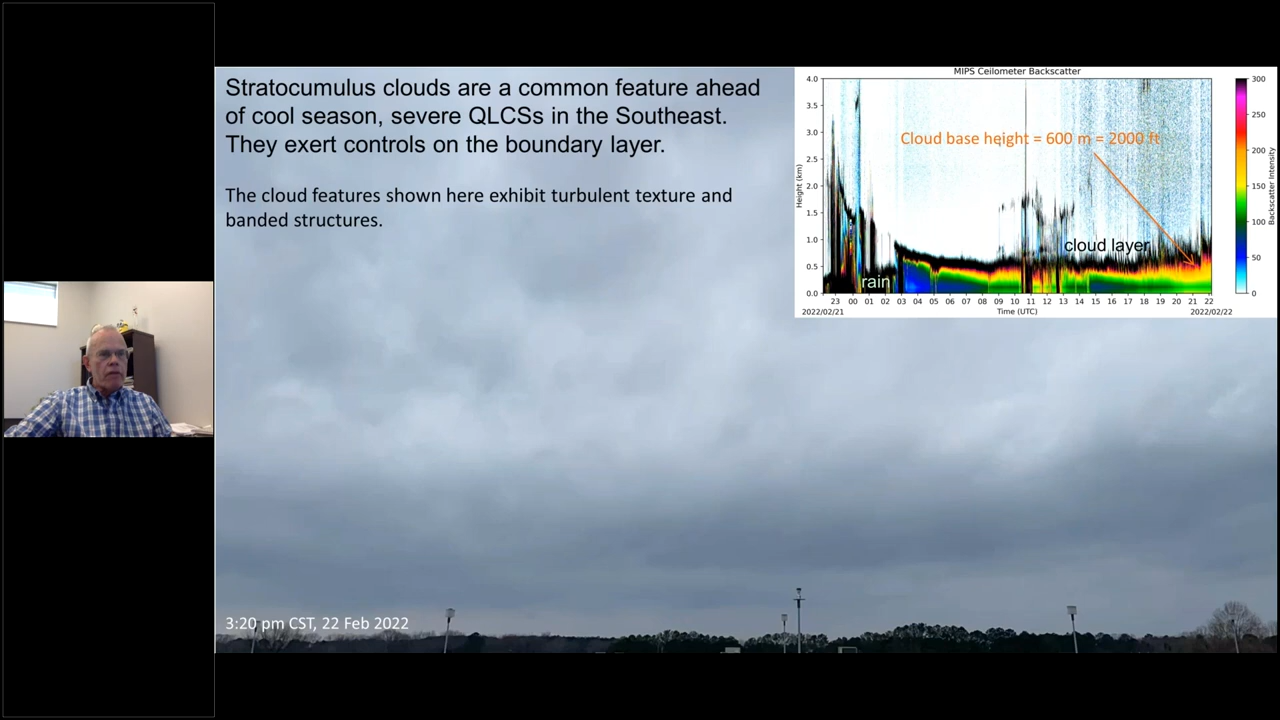 Stratocumulus clouds are a common feature ahead
of cool season, severe QLCSs in the Southeast.
They exert controls on the boundary layer.
The cloud features shown here exhibit turbulent texture and
banded structures.
MIPS Ceilometer Backscatter
Cloud base height = 600 m = 2000 ft
cloud layer
rain
Height (km)
4.0
3.5
3.0
2.5
2.0
1.5
1.0
0.5
0.0
23 00 01 02 03 04 05 06 07 08 09 10 11 12 13 14 15 16 17 18 19 20 21 22
2022/02/21
Time (UTC)
2022/02/22
300
250
200
150
100
50
0
Backscatter Intensity
3:20 pm CST, 22 Feb 2022